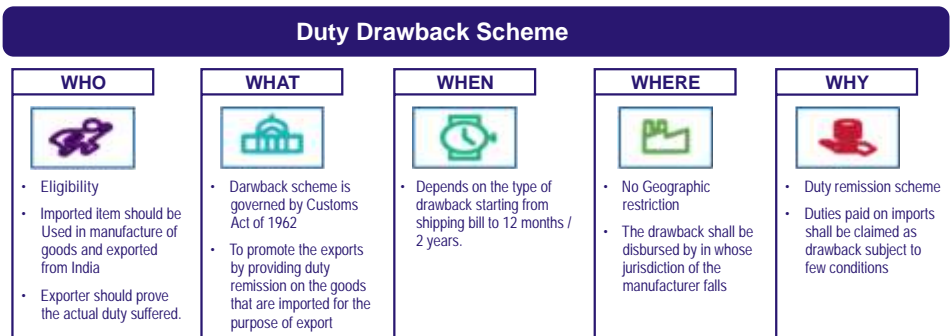 Duty Drawback Scheme
WHO
• Eligibility
• Imported item should be
Used in manufacture of
goods and exported
from India
• Exporter should prove
the actual duty suffered.
WHAT
• Darwback scheme is
governed by Customs
Act of 1962
• To promote the exports
by providing duty
remission on the goods
that are imported for the
purpose of export
WHEN
• Depends on the type of
drawback starting from
shipping bill to 12 months /
2 years.
WHERE
• No Geographic
restriction
• The drawback shall be
disbursed by in whose
jurisdiction of the
manufacturer falls
WHY
• Duty remission scheme
• Duties paid on imports
shall be claimed as
drawback subject to
few conditions